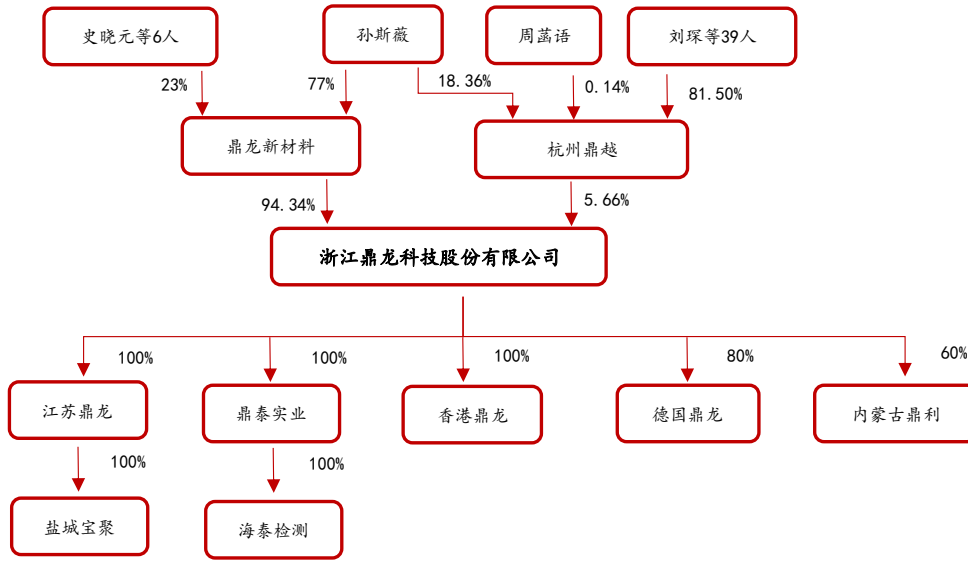 史晓元等6人
孙斯薇
周菡语
刘琛等39人
23%
77%
18.36%
0.14%
81.50%
鼎龙新材料
杭州鼎越
94.34%
5.66%
浙江鼎龙科技股份有限公司
100%
100%
100%
80%
60%
江苏鼎龙
鼎泰实业
香港鼎龙
德国鼎龙
内蒙古鼎利
100%
100%
盐城宝聚
海泰检测